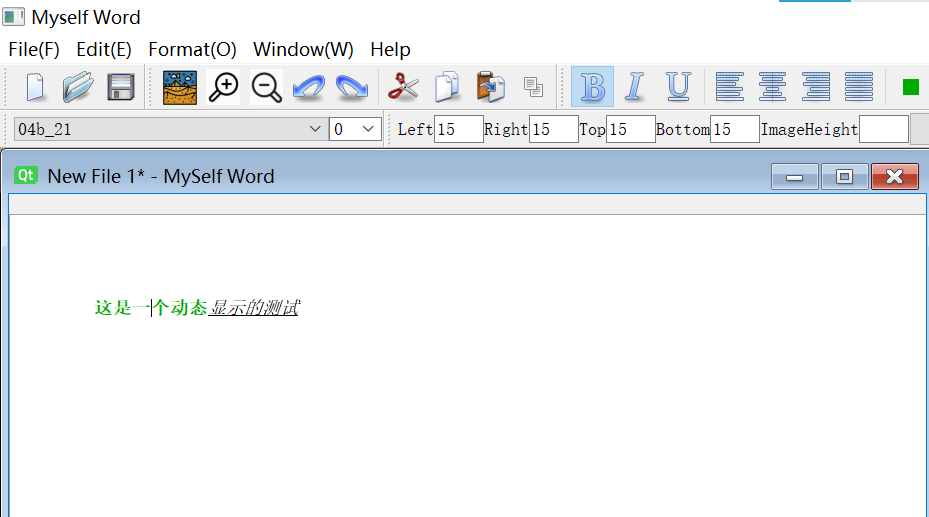 Myself Word
File(F) Edit(E) Format(O) Window(W) Help
B I U
04b_21 0 Left 15 Right 15 Top 15 Bottom 15 ImageHeight
Qt New File 1* - MySelf Word
这是一个动态显示的测试